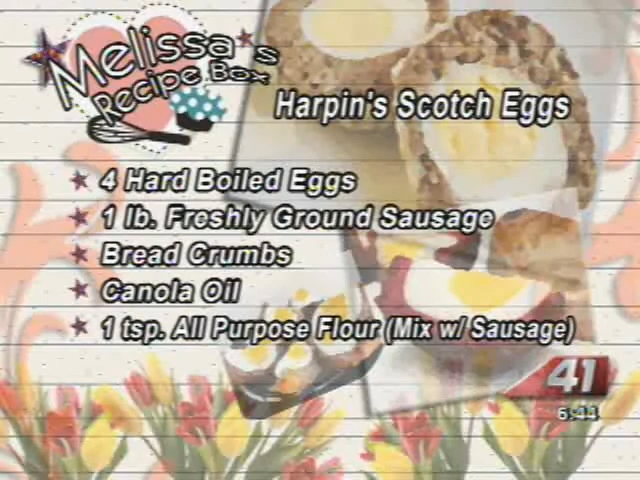 Melissa's
Recipe Box
Harpin's Scotch Eggs
4 Hard Boiled Eggs
1 lb. Freshly Ground Sausage
Bread Crumbs
Canola Oil
1 tsp. All Purpose Flour (Mix w/ Sausage)
41
6:44